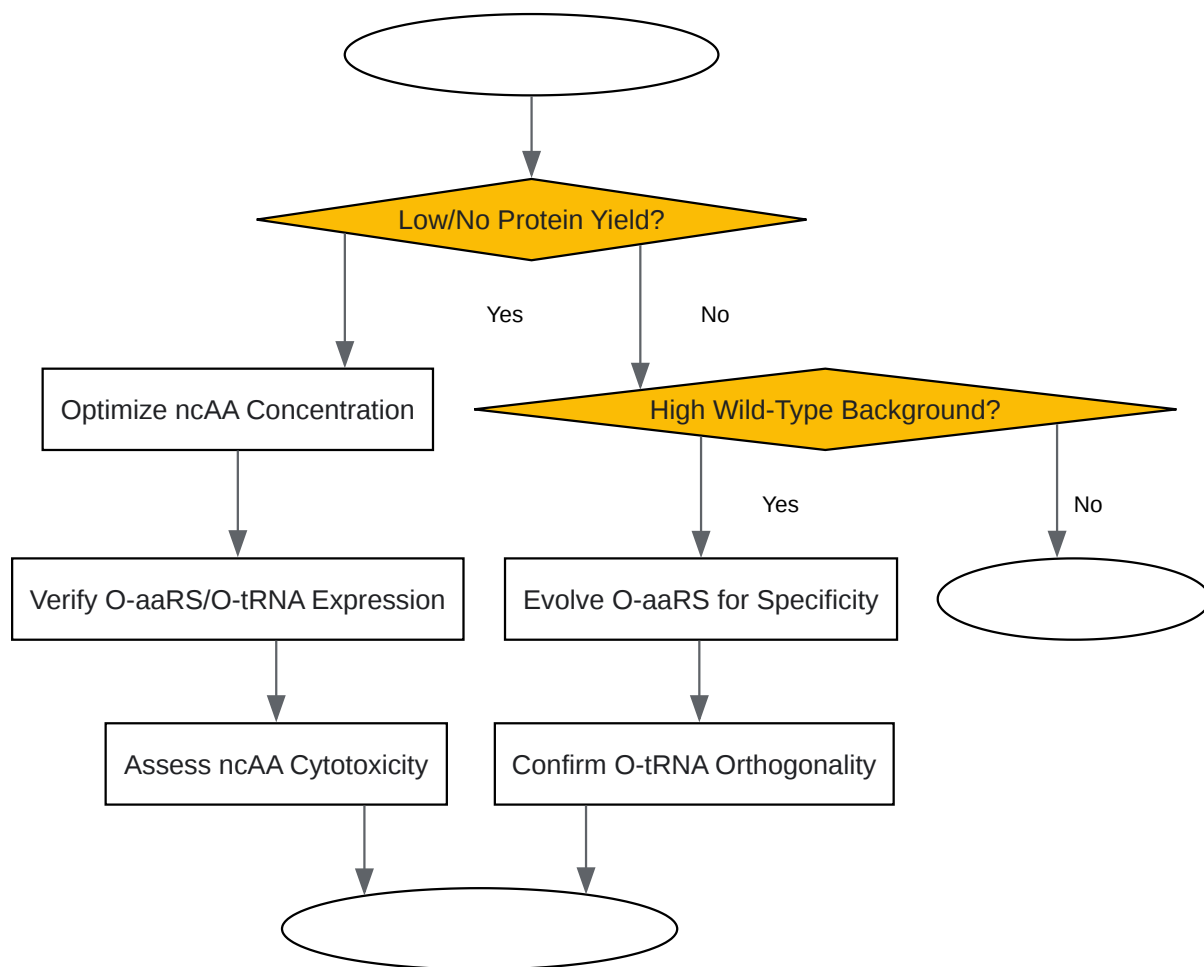 Low/No Protein Yield?
Yes
No
Optimize ncAA Concentration
High Wild-Type Background?
Yes
No
Verify O-aaRS/O-tRNA Expression
Evolve O-aaRS for Specificity
Assess ncAA Cytotoxicity
Confirm O-tRNA Orthogonality